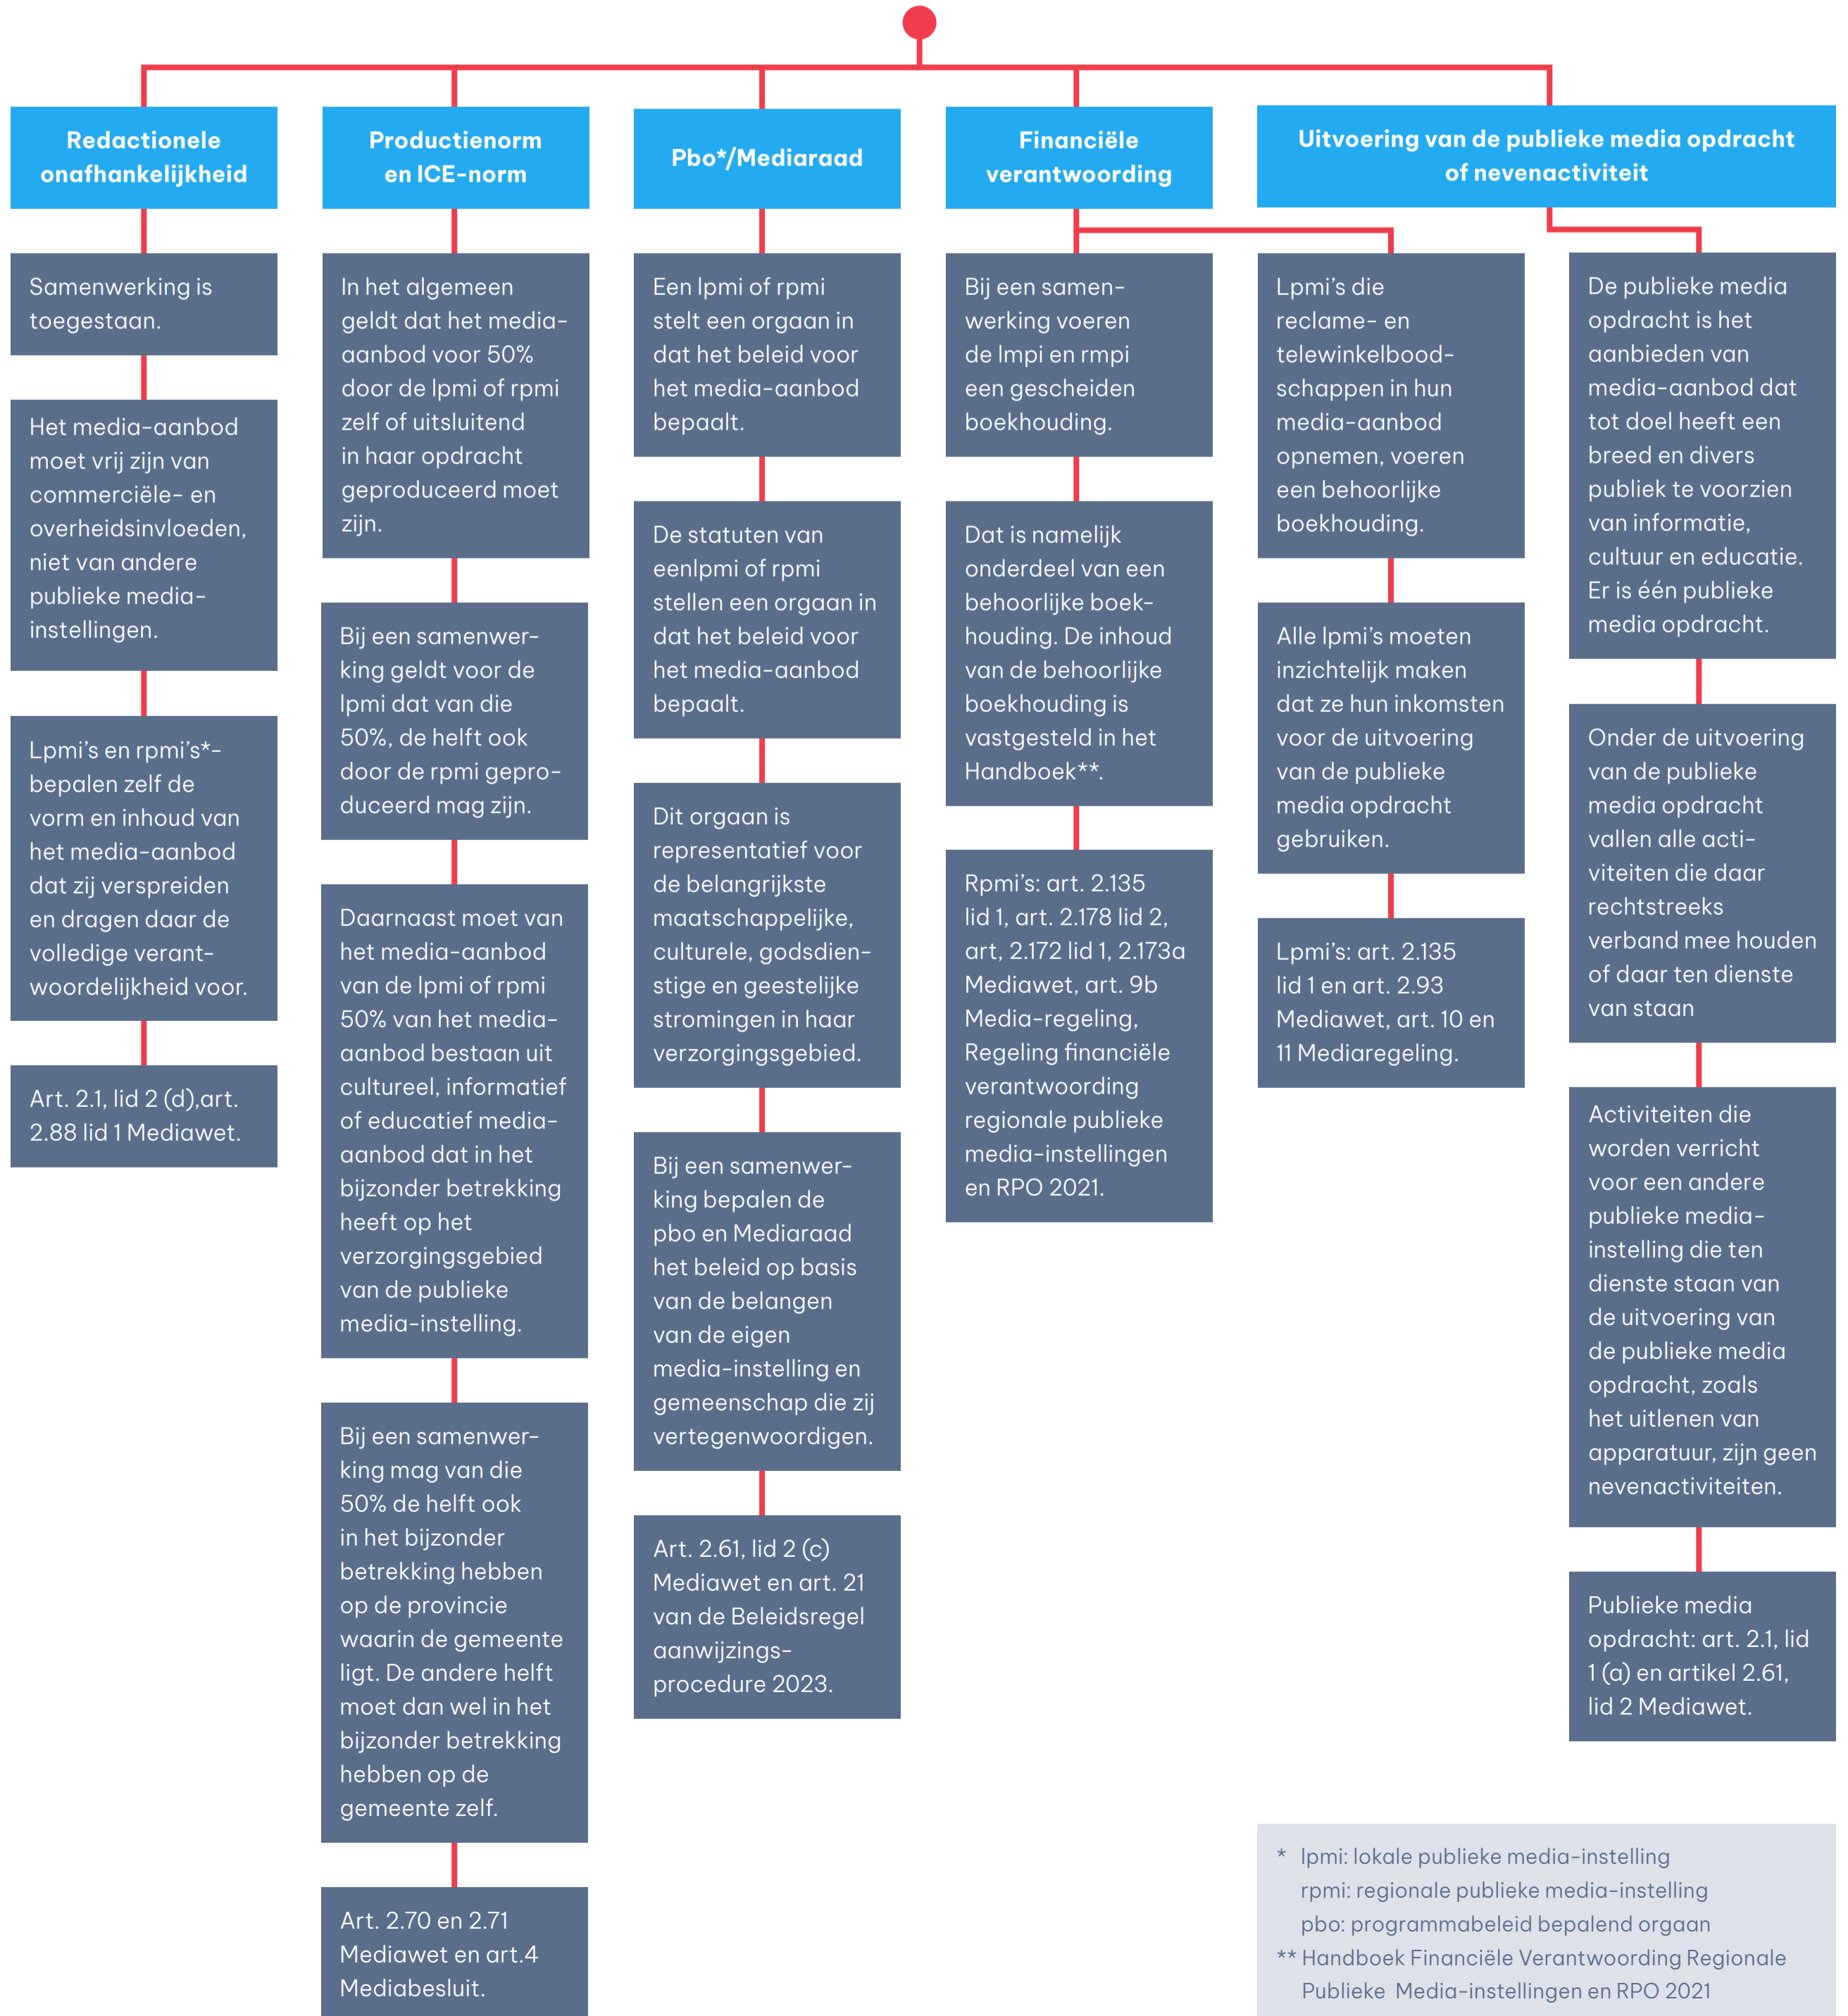 Redactionele
onafhankelijkheid
Samenwerking is
toegestaan.
Het media-aanbod
moet vrij zijn van
commerciële- en
overheidsinvloeden,
niet van andere
publieke media-
instellingen.
Lpmi's en rpmi's*-
bepalen zelf de
vorm en inhoud van
het media-aanbod
dat zij verspreiden
en dragen daar de
volledige verant-
woordelijkheid voor.
Art. 2.1, lid 2 (d),art.
2.88 lid 1 Mediawet.
Productienorm
en ICE-norm
In het algemeen
geldt dat het media-
aanbod voor 50%
door de lpmi of rpmi
zelf of uitsluitend
in haar opdracht
geproduceerd moet
zijn.
Bij een samenwer-
king geldt voor de
lpmi dat van die
50%, de helft ook
door de rpmi gepro-
duceerd mag zijn.
Daarnaast moet van
het media-aanbod
van de lpmi of rpmi
50% van het media-
aanbod bestaan uit
cultureel, informatief
of educatief media-
aanbod dat in het
bijzonder betrekking
heeft op het
verzorgingsgebied
van de publieke
media-instelling.
Bij een samenwer-
king mag van die
50% de helft ook
in het bijzonder
betrekking hebben
op de provincie
waarin de gemeente
ligt. De andere helft
moet dan wel in het
bijzonder betrekking
hebben op de
gemeente zelf.
Art. 2.70 en 2.71
Mediawet en art.4
Mediabesluit.
Pbo*/Mediaraad
Een lpmi of rpmi
stelt een orgaan in
dat het beleid voor
het media-aanbod
bepaalt.
De statuten van
eenlpmi of rpmi
stellen een orgaan in
dat het beleid voor
het media-aanbod
bepaalt.
Dit orgaan is
representatief voor
de belangrijkste
maatschappelijke,
culturele, godsdien-
stige en geestelijke
stromingen in haar
verzorgingsgebied.
Bij een samenwer-
king bepalen de
pbo en Mediaraad
het beleid op basis
van de belangen
van de eigen
media-instelling en
gemeenschap die zij
vertegenwoordigen.
Art. 2.61, lid 2 (c)
Mediawet en art. 21
van de Beleidsregel
aanwijzings-
procedure 2023.
Financiële
verantwoording
Bij een samen-
werking voeren
de lmpi en rmpi
een gescheiden
boekhouding.
Dat is namelijk
onderdeel van een
behoorlijke boek-
houding. De inhoud
van de behoorlijke
boekhouding is
vastgesteld in het
Handboek**.
Rpmi's: art. 2.135
lid 1, art. 2.178 lid 2,
art, 2.172 lid 1, 2.173a
Mediawet, art. 9b
Media-regeling,
Regeling financiële
verantwoording
regionale publieke
media-instellingen
en RPO 2021.
Lpmi's die
reclame- en
telewinkelbood-
schappen in hun
media-aanbod
opnemen, voeren
een behoorlijke
boekhouding.
Alle lpmi's moeten
inzichtelijk maken
dat ze hun inkomsten
voor de uitvoering
van de publieke
media opdracht
gebruiken.
Lpmi's: art. 2.135
lid 1 en art. 2.93
Mediawet, art. 10 en
11 Mediaregeling.
Uitvoering van de publieke media opdracht
of nevenactiviteit
De publieke media
opdracht is het
aanbieden van
media-aanbod dat
tot doel heeft een
breed en divers
publiek te voorzien
van informatie,
cultuur en educatie.
Er is één publieke
media opdracht.
Onder de uitvoering
van de publieke
media opdracht
vallen alle acti-
viteiten die daar
rechtstreeks
verband mee houden
of daar ten dienste
van staan
Activiteiten die
worden verricht
voor een andere
publieke media-
instelling die ten
dienste staan van
de uitvoering van
de publieke media
opdracht, zoals
het uitlenen van
apparatuur, zijn geen
nevenactiviteiten.
Publieke media
opdracht: art. 2.1, lid
1 (a) en artikel 2.61,
lid 2 Mediawet.
* lpmi: lokale publieke media-instelling
rpmi: regionale publieke media-instelling
pbo: programmabeleid bepalend orgaan
** Handboek Financiële Verantwoording Regionale
Publieke Media-instellingen en RPO 2021